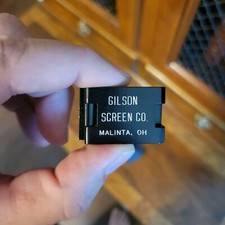 GILSON
SCREEN CO.
MALINTA, OH